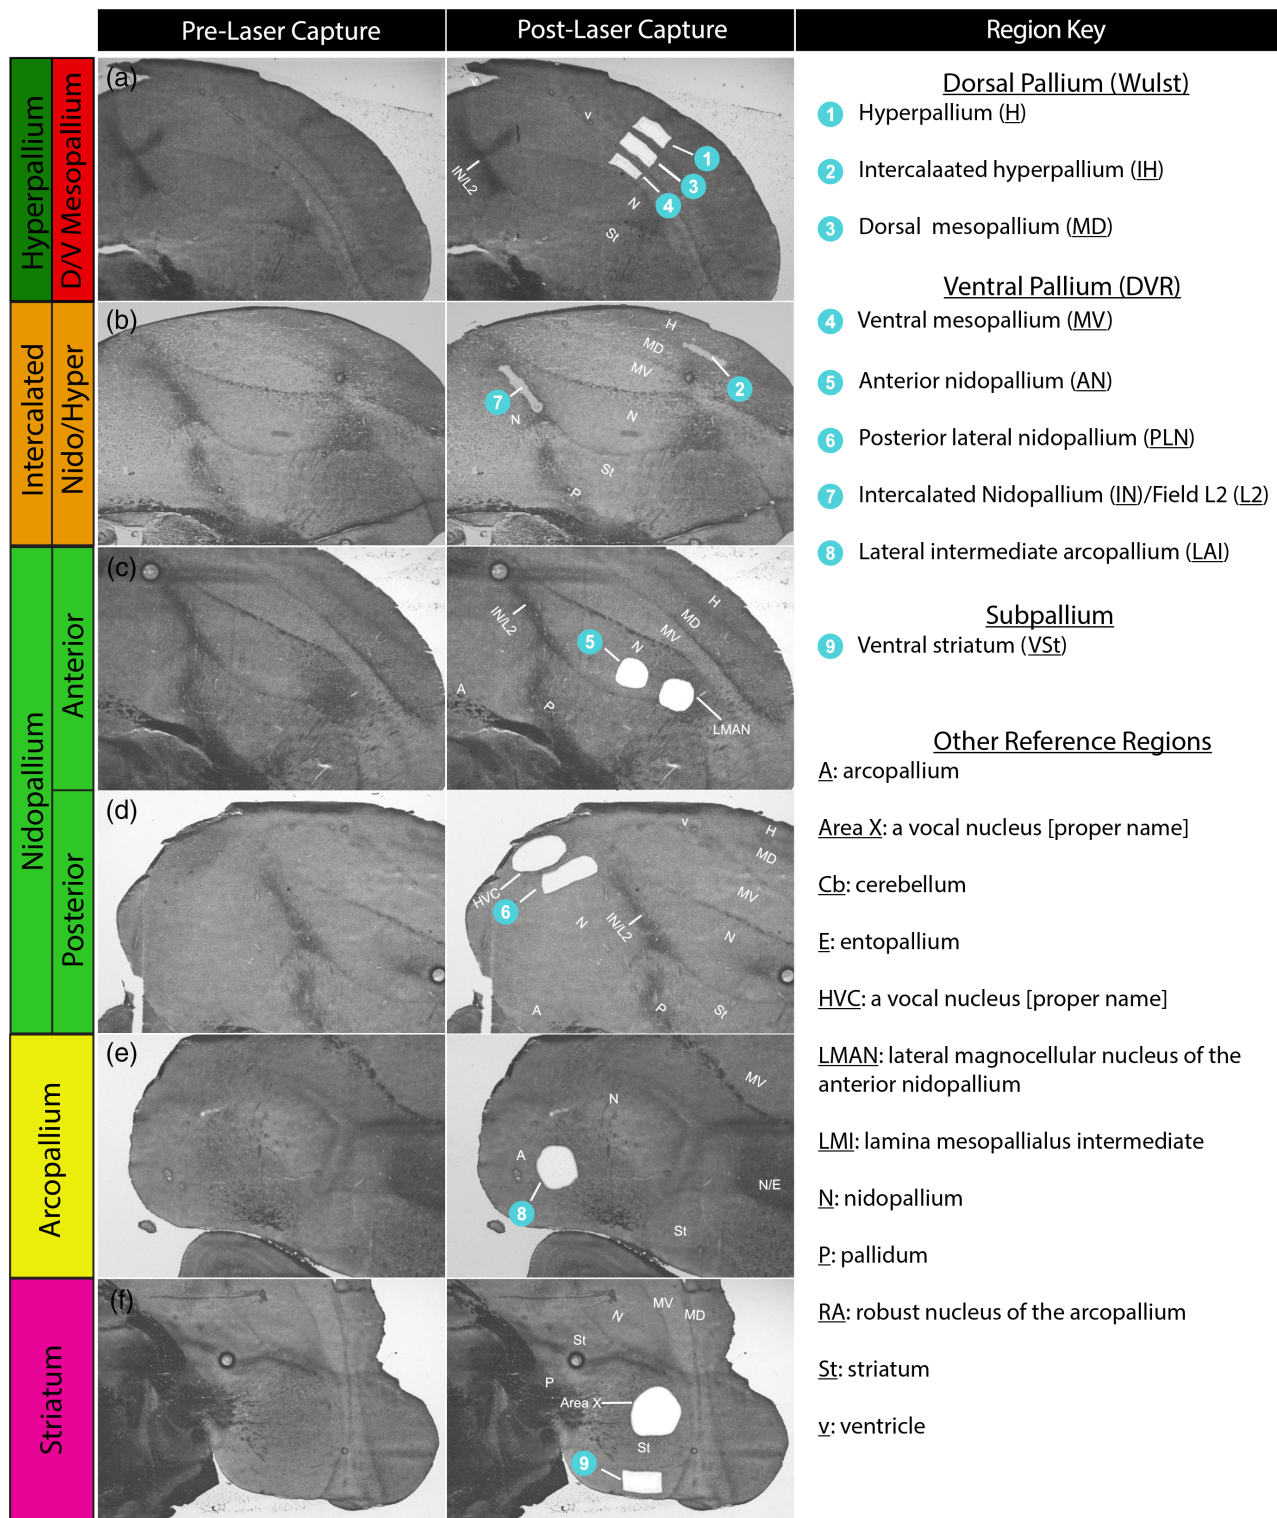 Pre-Laser Capture
Post-Laser Capture
Region Key
Hyperpallium
D/V Mesopallium
(a)
v
v
IN/L2
1
3
4
N
St
Intercalated
Nido/Hyper
(b)
H
MD
MV
2
7
N
N
St
P
Nidopallium
Anterior
(c)
IN/L2
H
MD
MV
N
5
A
P
LMAN
Posterior
(d)
v
H
MD
MV
HVC
6
N
IN/L2
N
A
P
St
Arcopallium
(e)
MV
N
A
N/E
8
St
Striatum
(f)
N
MV
MD
St
P
Area X
St
9
Dorsal Pallium (Wulst)
1 Hyperpallium (H)
2 Intercalaated hyperpallium (IH)
3 Dorsal mesopallium (MD)
Ventral Pallium (DVR)
4 Ventral mesopallium (MV)
5 Anterior nidopallium (AN)
6 Posterior lateral nidopallium (PLN)
7 Intercalated Nidopallium (IN)/Field L2 (L2)
8 Lateral intermediate arcopallium (LAI)
Subpallium
9 Ventral striatum (VSt)
Other Reference Regions
A: arcopallium
Area X: a vocal nucleus [proper name]
Cb: cerebellum
E: entopallium
HVC: a vocal nucleus [proper name]
LMAN: lateral magnocellular nucleus of the
anterior nidopallium
LMI: lamina mesopallialus intermediate
N: nidopallium
P: pallidum
RA: robust nucleus of the arcopallium
St: striatum
v: ventricle